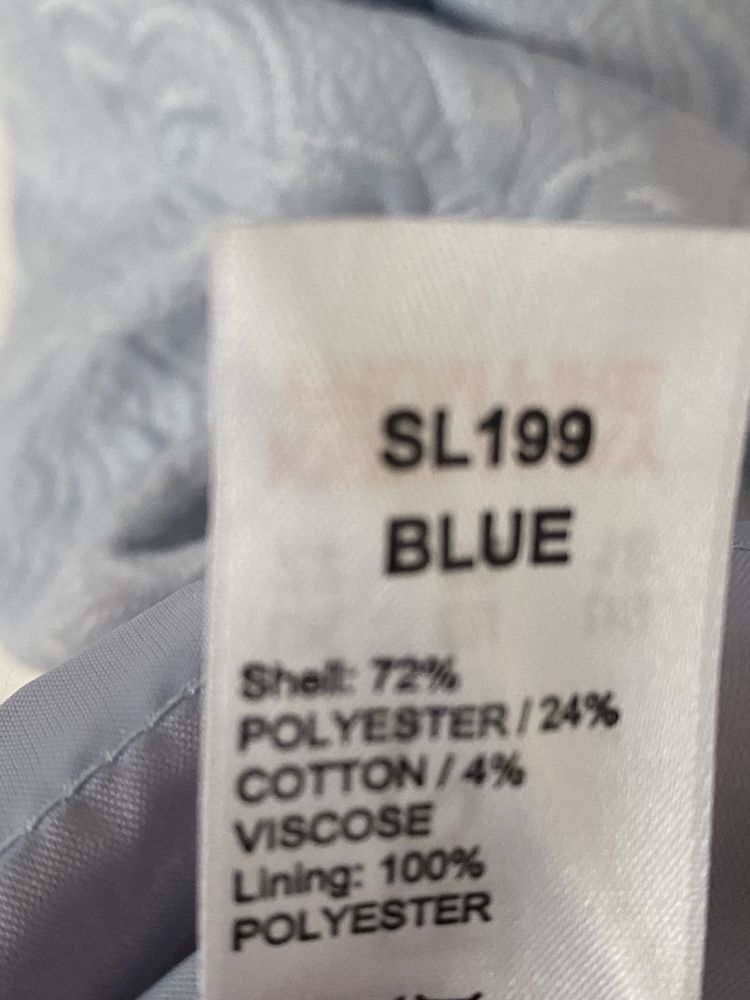 SL199
BLUE
Shell: 72%
POLYESTER / 24%
COTTON / 4%
VISCOSE
Lining: 100%
POLYESTER